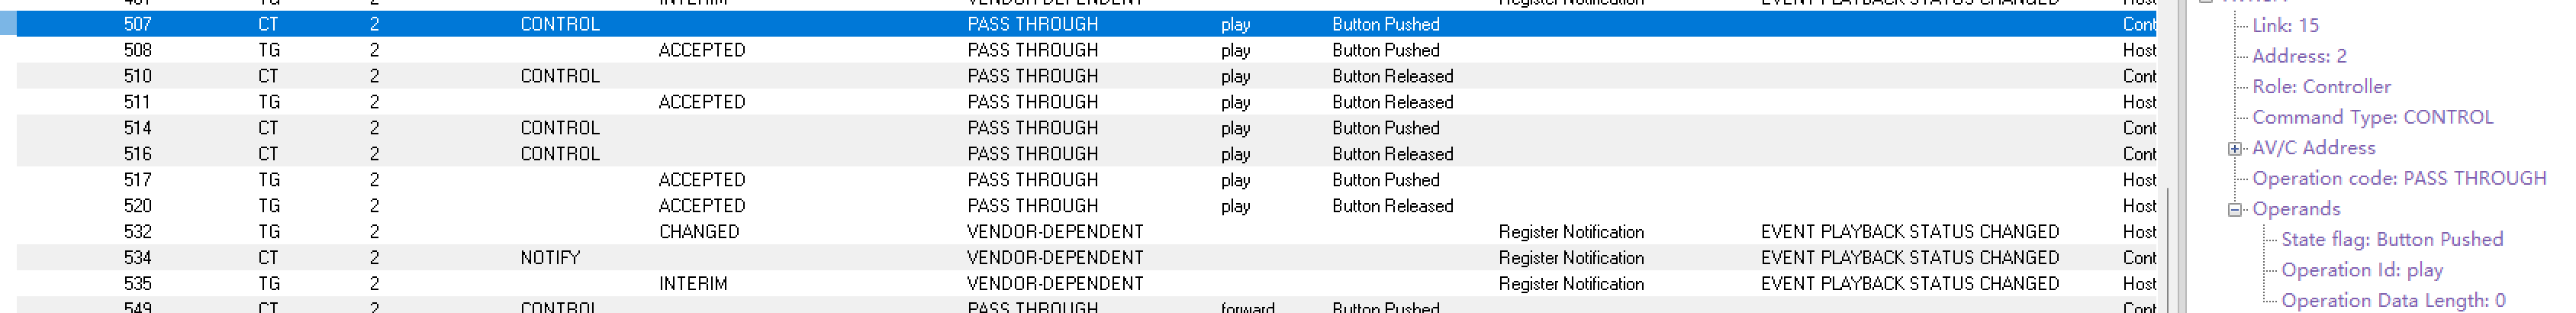 INTERIM VENDOR-DEPENDENT Register Notification EVENT PLAYBACK STATUS CHANGED
507 CT 2 CONTROL PASS THROUGH play Button Pushed Cont
508 TG 2 ACCEPTED PASS THROUGH play Button Pushed Host
510 CT 2 CONTROL PASS THROUGH play Button Released Cont
511 TG 2 ACCEPTED PASS THROUGH play Button Released Host
514 CT 2 CONTROL PASS THROUGH play Button Pushed Cont
516 CT 2 CONTROL PASS THROUGH play Button Released Cont
517 TG 2 ACCEPTED PASS THROUGH play Button Pushed Host
520 TG 2 ACCEPTED PASS THROUGH play Button Released Host
532 TG 2 CHANGED VENDOR-DEPENDENT Register Notification EVENT PLAYBACK STATUS CHANGED Host
534 CT 2 NOTIFY VENDOR-DEPENDENT Register Notification EVENT PLAYBACK STATUS CHANGED Cont
535 TG 2 INTERIM VENDOR-DEPENDENT Register Notification EVENT PLAYBACK STATUS CHANGED Host
549 CT 2 CONTROL PASS THROUGH forward Button Pushed Cont
Link: 15
Address: 2
Role: Controller
Command Type: CONTROL
AV/C Address
Operation code: PASS THROUGH
Operands
State flag: Button Pushed
Operation Id: play
Operation Data Length: 0